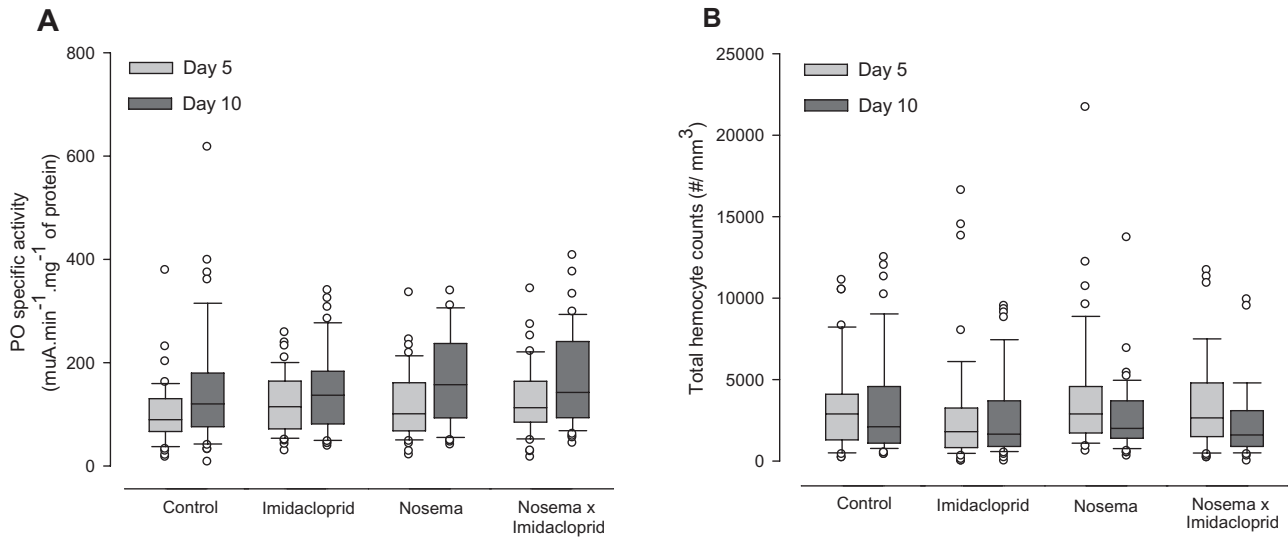 A
800
600
400
200
0
PO specific activity
(muA.min⁻¹.mg⁻¹ of protein)
Day 5
Day 10
Control
Imidacloprid
Nosema
Nosema x
Imidacloprid
B
25000
20000
15000
10000
5000
0
Total hemocyte counts (#/ mm³)
Day 5
Day 10
Control
Imidacloprid
Nosema
Nosema x
Imidacloprid